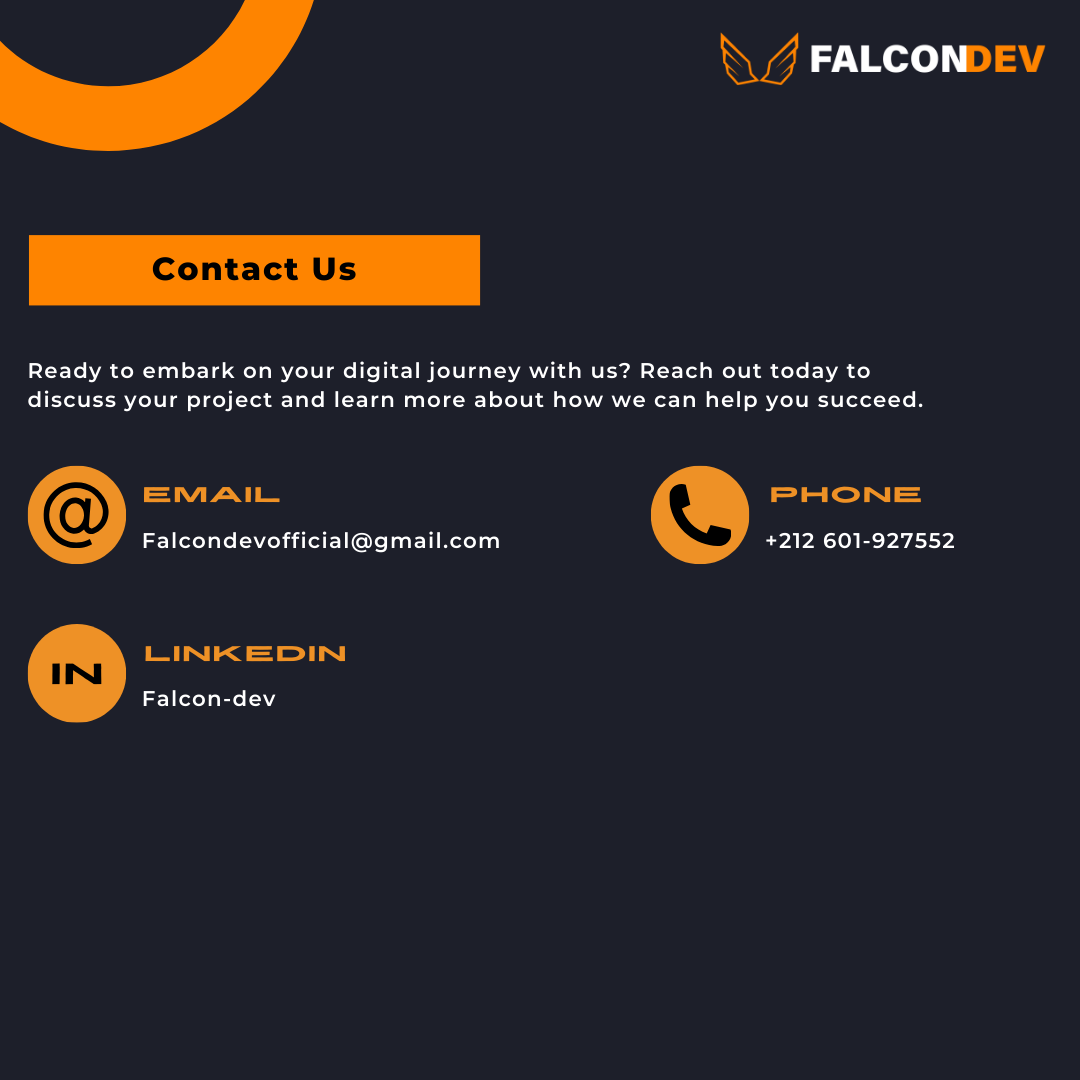 FALCONDEV
Contact Us
Ready to embark on your digital journey with us? Reach out today to
discuss your project and learn more about how we can help you succeed.
@
EMAIL
Falcondevofficial@gmail.com
PHONE
+212 601-927552
IN
LINKEDIN
Falcon-dev